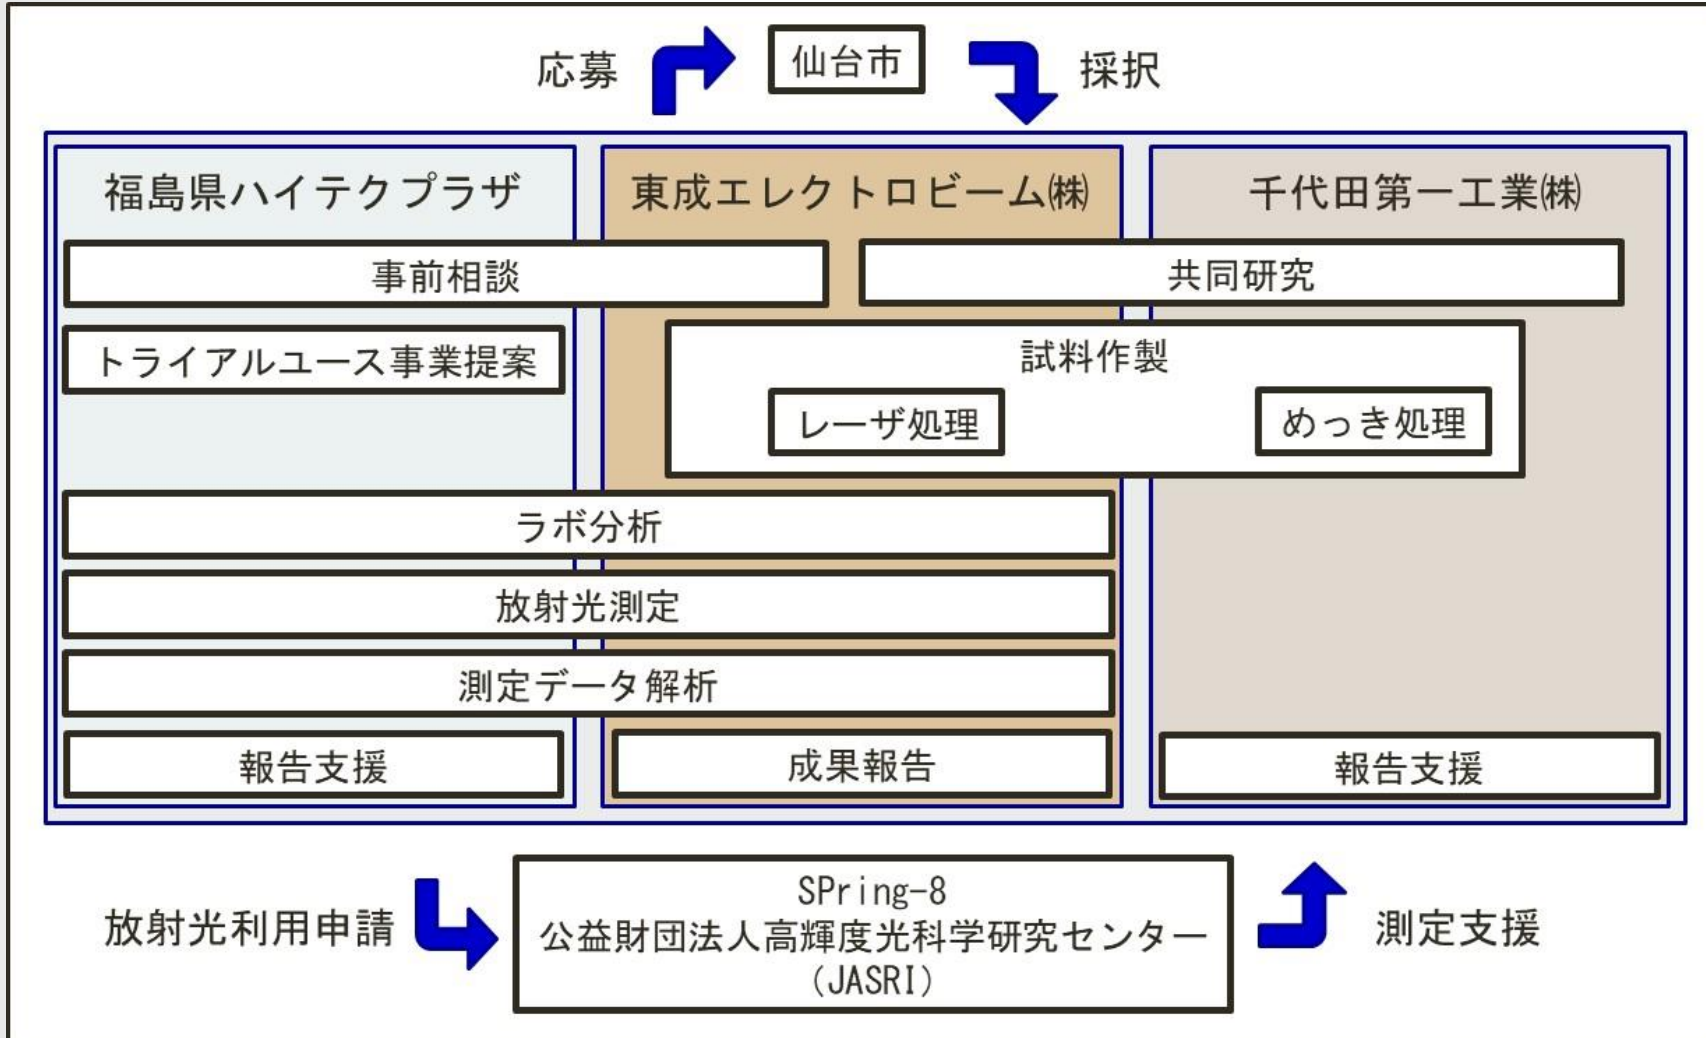 応募
仙台市
採択
福島県ハイテクプラザ
東成エレクトロビーム㈱
千代田第一工業㈱
事前相談
共同研究
トライアルユース事業提案
試料作製
レーザ処理
めっき処理
ラボ分析
放射光測定
測定データ解析
報告支援
成果報告
報告支援
放射光利用申請
SPring-8
公益財団法人高輝度光科学研究センター
(JASRI)
測定支援